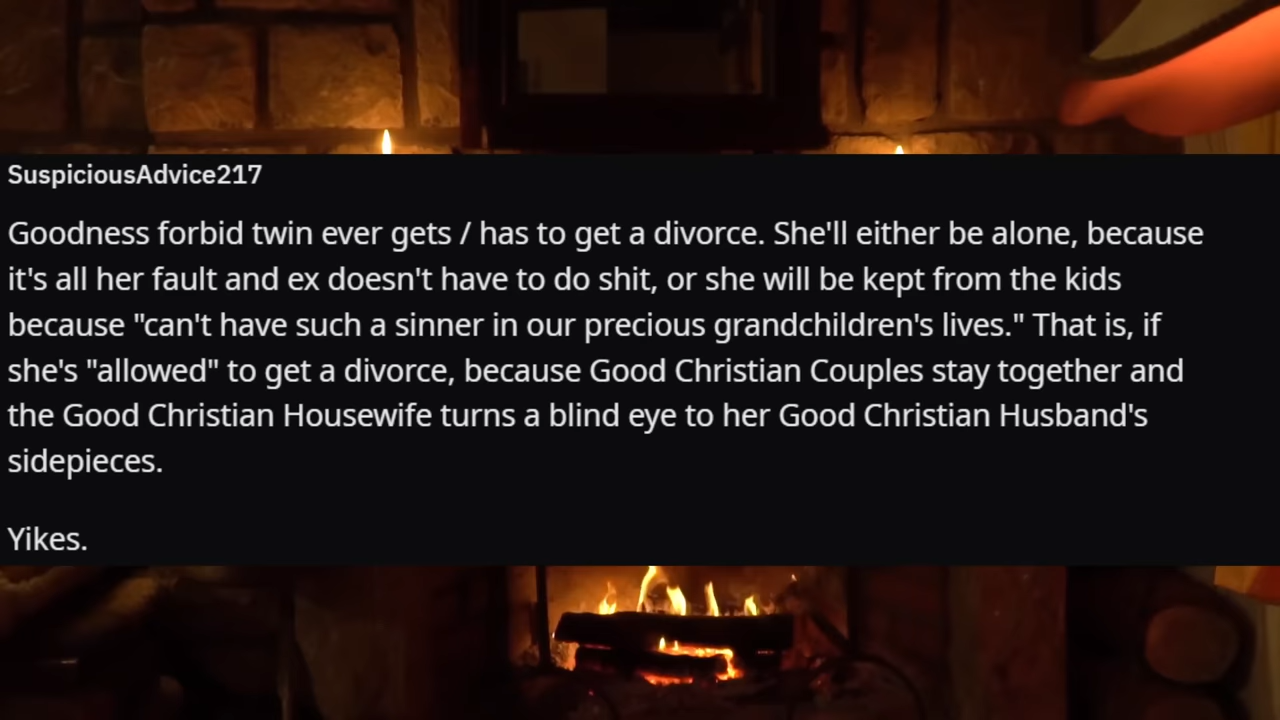 SuspiciousAdvice217
Goodness forbid twin ever gets / has to get a divorce. She'll either be alone, because
it's all her fault and ex doesn't have to do shit, or she will be kept from the kids
because "can't have such a sinner in our precious grandchildren's lives." That is, if
she's "allowed" to get a divorce, because Good Christian Couples stay together and
the Good Christian Housewife turns a blind eye to her Good Christian Husband's
sidepieces.
Yikes.